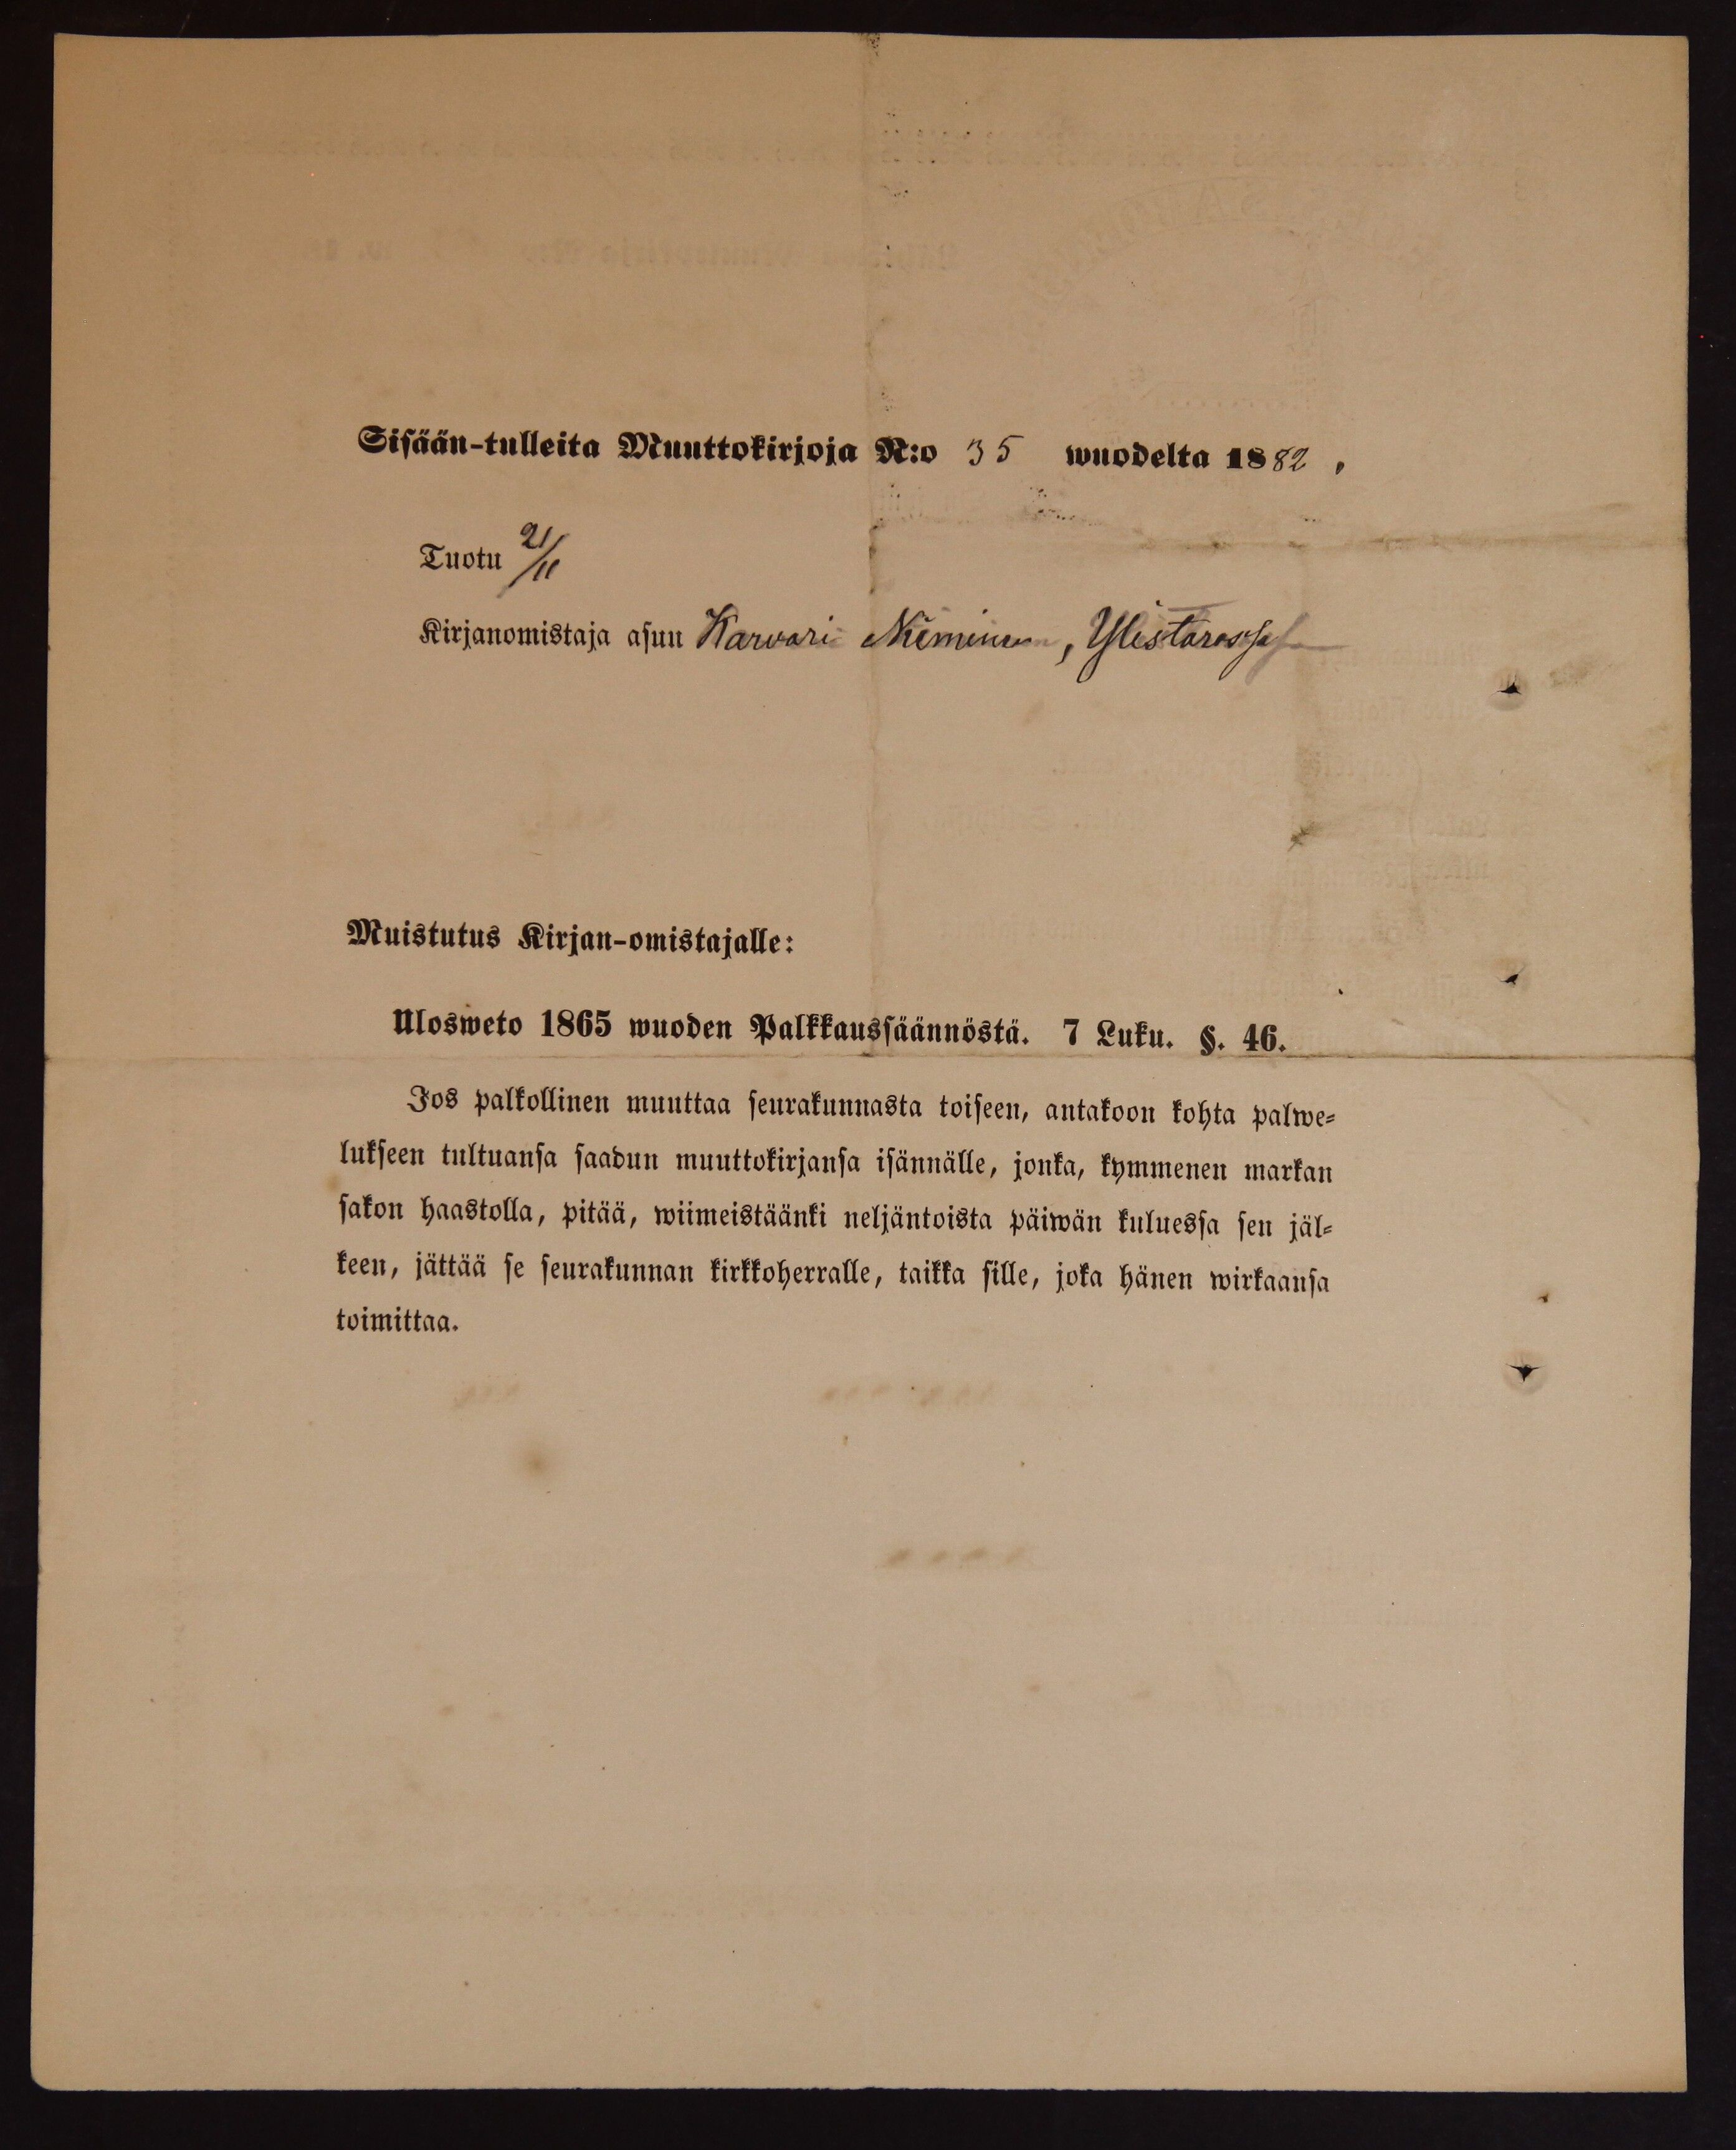 Sisään-tulleita Muuttokirjoja N:o 35 wuodelta 1882,
Tuotu 21/11
Kirjanomistaja asuu Karvari Nieminen, Ylistarossa
Muistutus Kirjan-omistajalle:
Ulosweto 1865 wuoden Palkkaussäännöstä. 7 Luku. §. 46.
Jos palkollinen muuttaa seurakunnasta toiseen, antakoon kohta palwe-
lukseen tultuansa saadun muuttokirjansa isännälle, jonka, kymmenen markan
sakon haastolla, pitää, wiimeistäänki neljäntoista päiwän kuluessa sen jäl-
keen, jättää se seurakunnan kirkkoherralle, taikka sille, joka hänen wirkaansa
toimittaa.